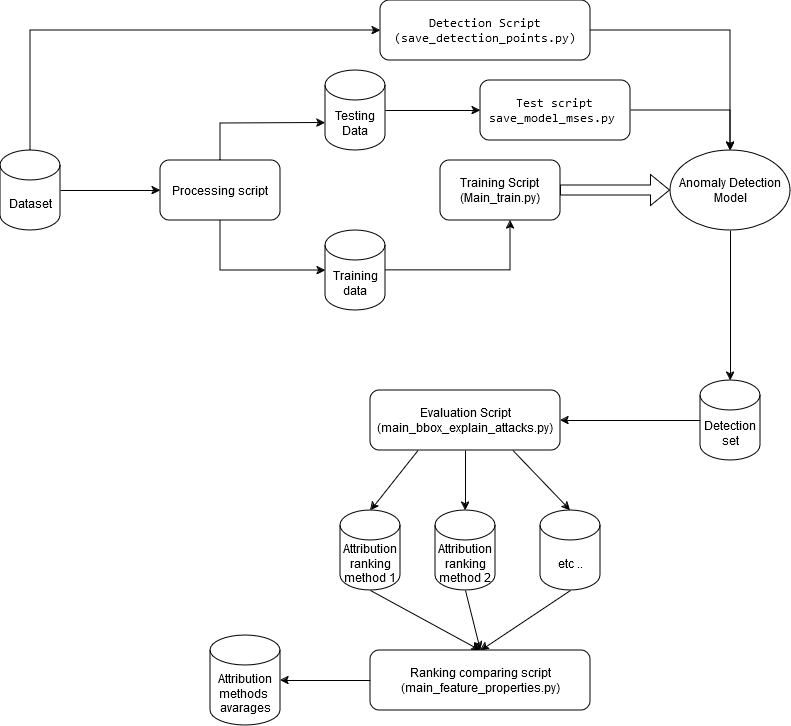 Detection Script
(save_detection_points.py)
Testing
Data
Test script
save_model_mses.py
Dataset
Processing script
Training Script
(Main_train.py)
Anomaly Detection
Model
Training
data
Evaluation Script
(main_bbox_explain_attacks.py)
Detection
set
Attribution
ranking
method 1
Attribution
ranking
method 2
etc ..
Ranking comparing script
(main_feature_properties.py)
Attribution
methods
avarages